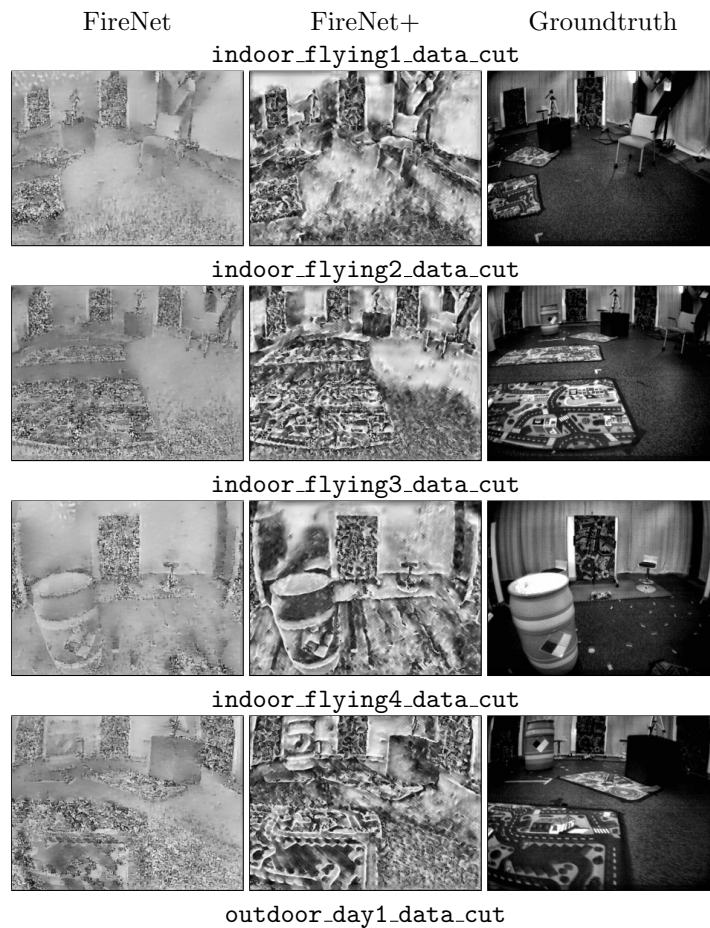 FireNet FireNet+ Groundtruth
indoor_flying1_data_cut
indoor_flying2_data_cut
indoor_flying3_data_cut
indoor_flying4_data_cut
outdoor_day1_data_cut